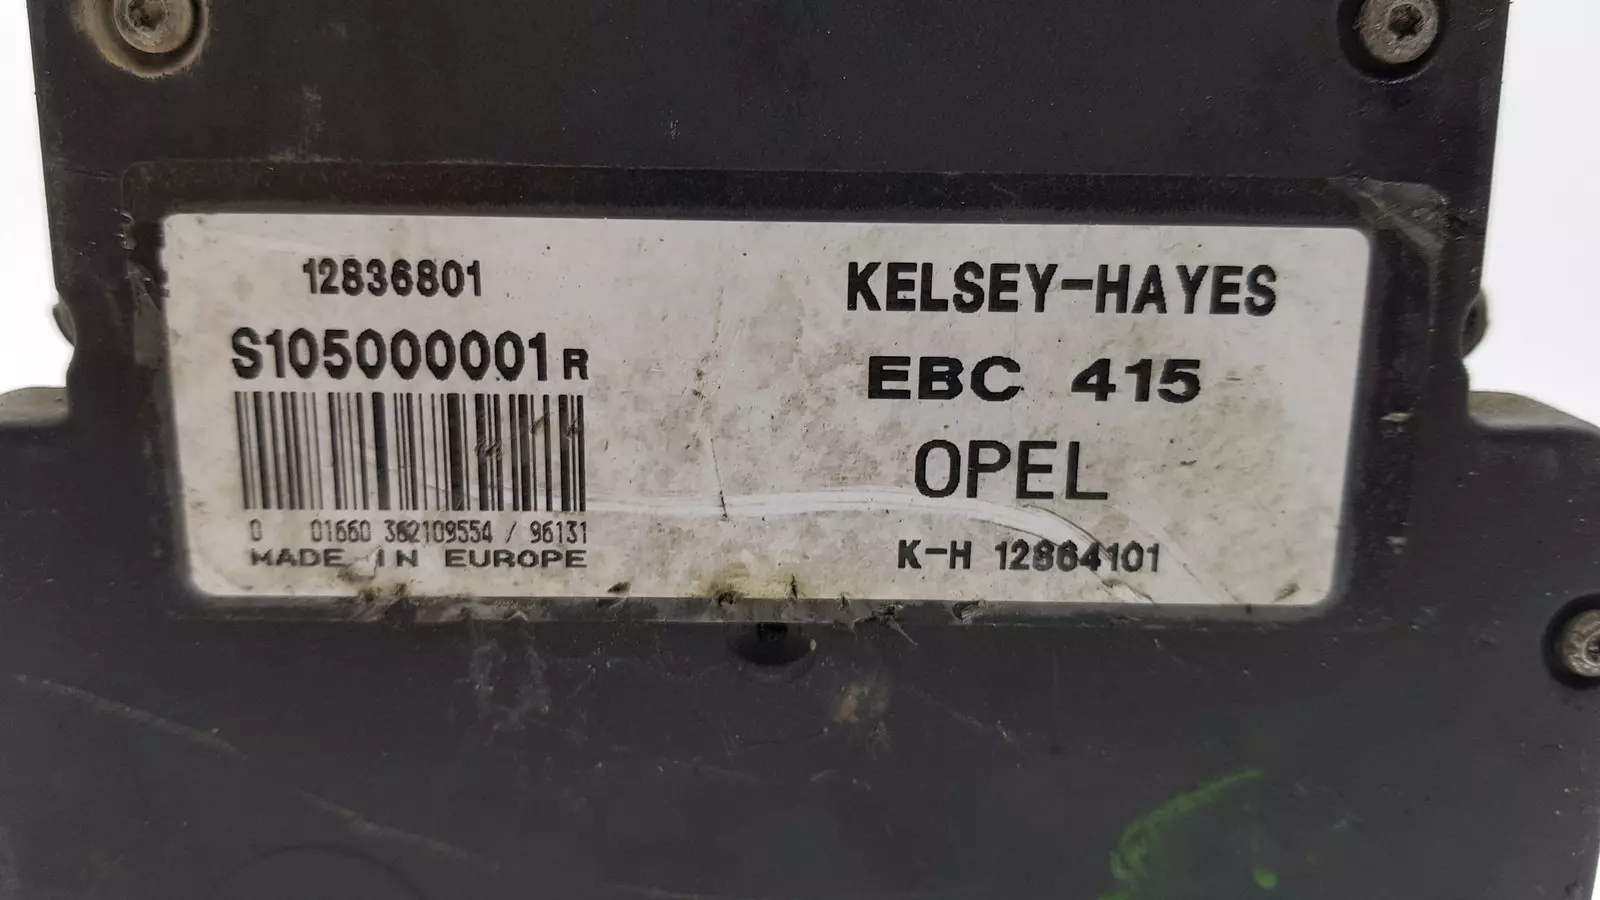 12836801
S105000001R
0 01660 362109554 / 96131
MADE IN EUROPE
KELSEY-HAYES
EBC 415
OPEL
K-H 12864101